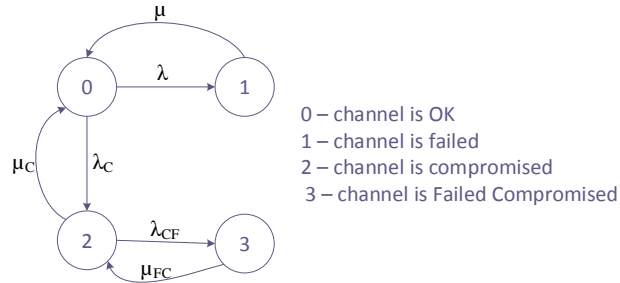 μ
0
λ
1
μC
λC
2
λCF
3
μFC
0 – channel is OK
1 – channel is failed
2 – channel is compromised
3 – channel is Failed Compromised